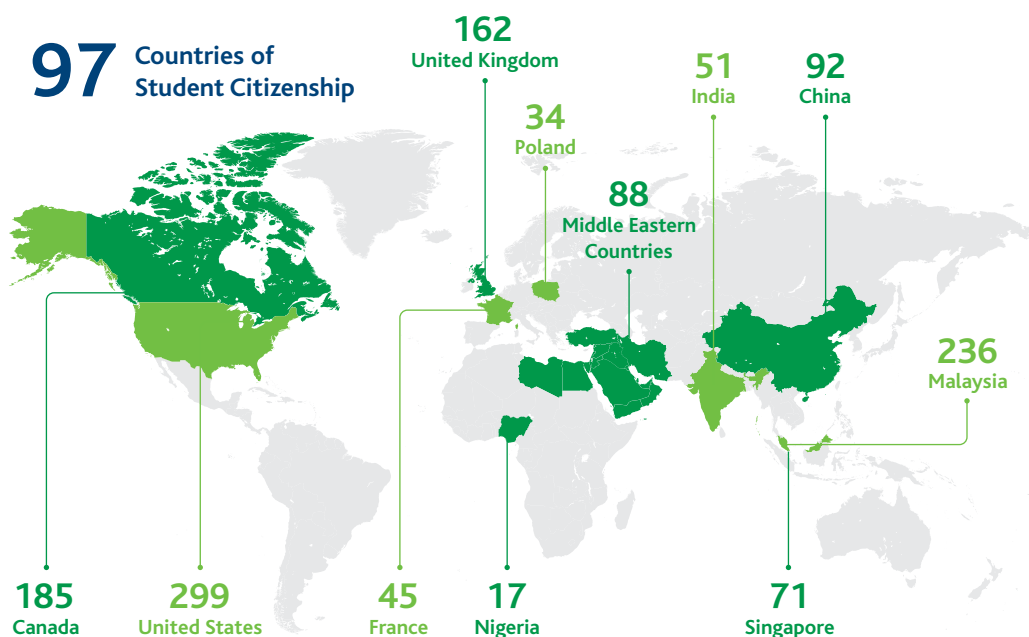 97
Countries of
Student Citizenship
162
United Kingdom
34
Poland
51
India
92
China
88
Middle Eastern
Countries
236
Malaysia
185
Canada
299
United States
45
France
17
Nigeria
71
Singapore